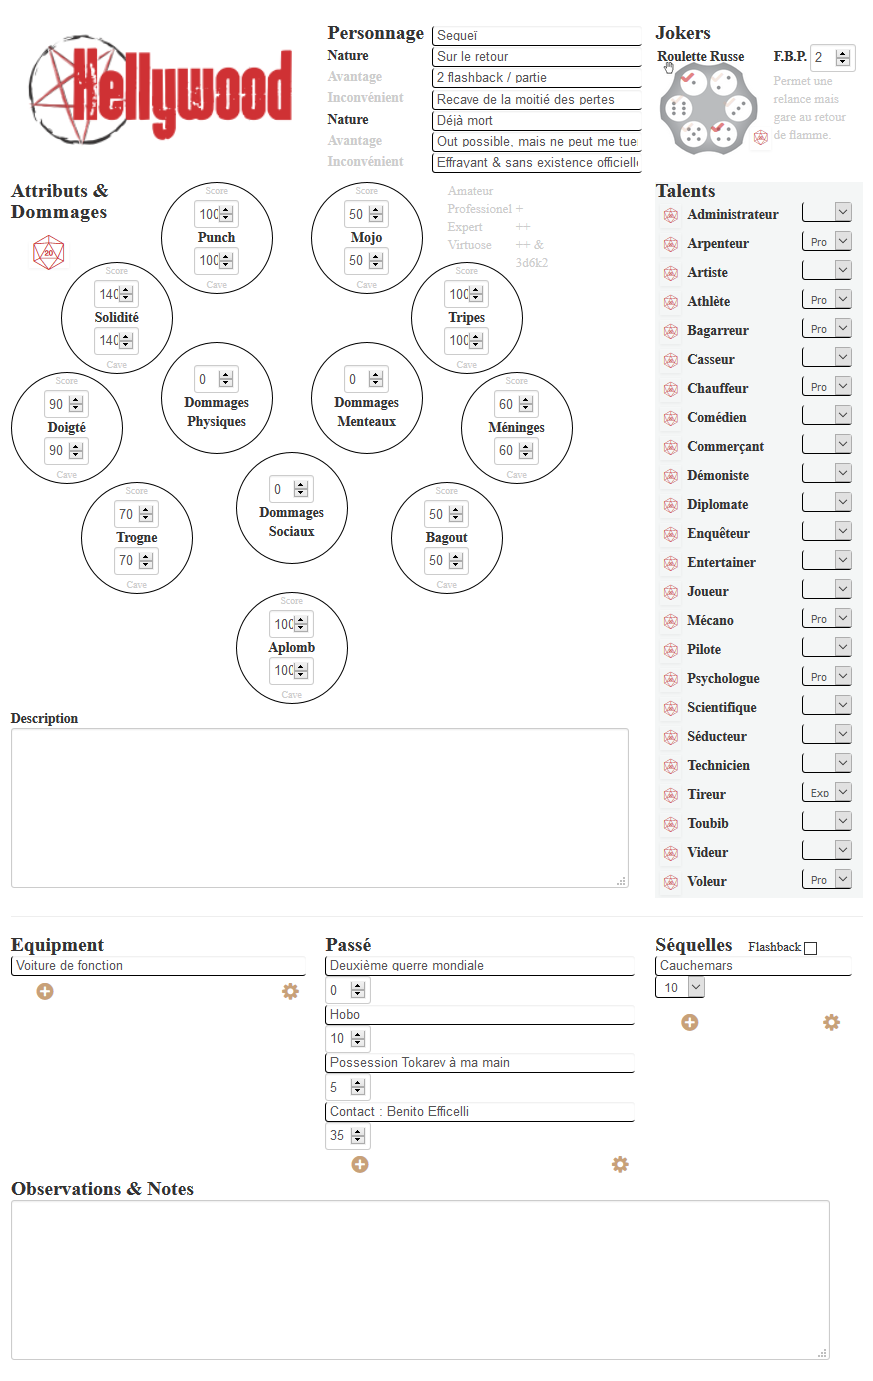 Hellywood
Personnage
Sequeï
Nature
Sur le retour
Avantage
2 flashback / partie
Inconvénient
Recave de la moitié des pertes
Nature
Déjà mort
Avantage
Out possible, mais ne peut me tue
Inconvénient
Effrayant & sans existence officielle
Jokers
Roulette Russe
F.B.P. 2
Permet une
relance mais
gare au retour
de flamme.
Attributs &
Dommages
20
Score
100
Punch
100
Cave
Score
50
Mojo
50
Cave
Amateur
Professionel +
Expert ++
Virtuose ++ &
3d6k2
Score
140
Solidité
140
Cave
Score
100
Tripes
100
Cave
0
Dommages
Physiques
0
Dommages
Menteaux
Score
90
Doigté
90
Cave
Score
60
Méninges
60
Cave
0
Dommages
Sociaux
Score
70
Trogne
70
Cave
Score
50
Bagout
50
Cave
Score
100
Aplomb
100
Cave
Talents
Administrateur
Arpenteur Pro
Artiste
Athlète Pro
Bagarreur Pro
Casseur
Chauffeur Pro
Comédien
Commerçant
Démoniste
Diplomate
Enquêteur
Entertainer
Joueur
Mécano Pro
Pilote
Psychologue Pro
Scientifique
Séducteur
Technicien
Tireur Exp
Toubib
Videur
Voleur Pro
Description
Equipment
Voiture de fonction
Passé
Deuxième guerre mondiale
0
Hobo
10
Possession Tokarev à ma main
5
Contact : Benito Efficelli
35
Séquelles Flashback
Cauchemars
10
Observations & Notes